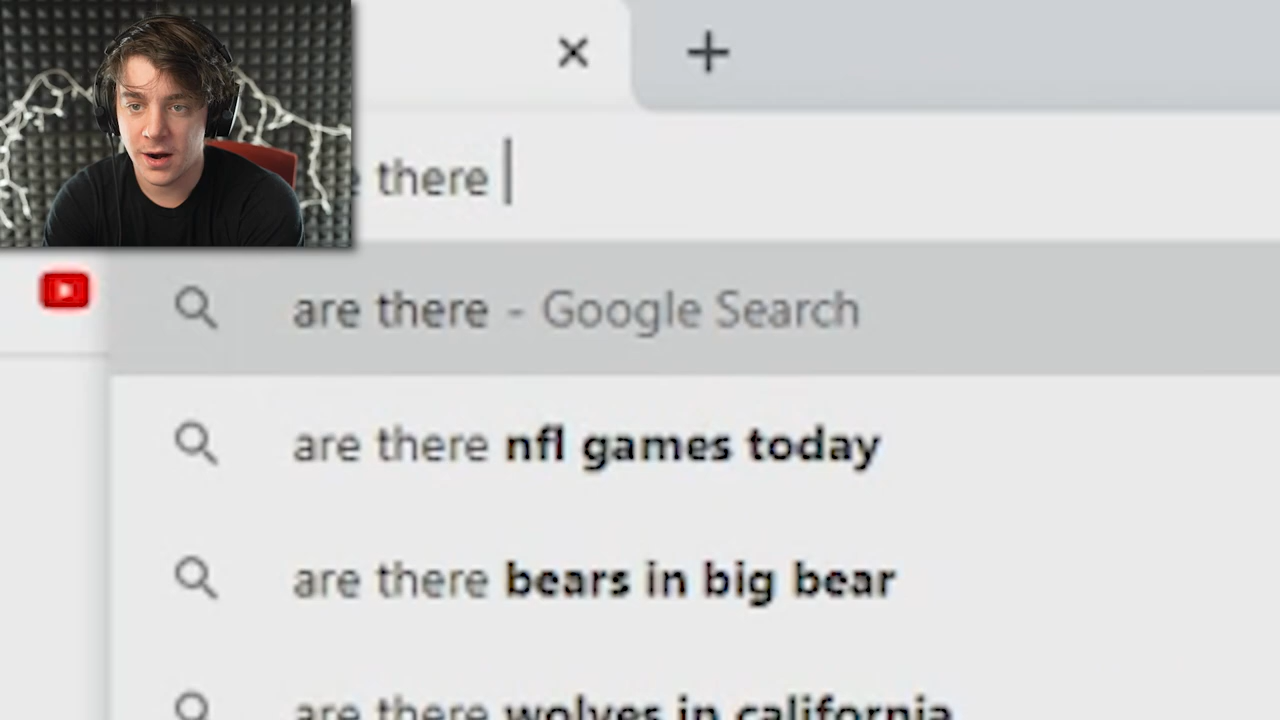 there
are there - Google Search
are there nfl games today
are there bears in big bear
are there wolves in california